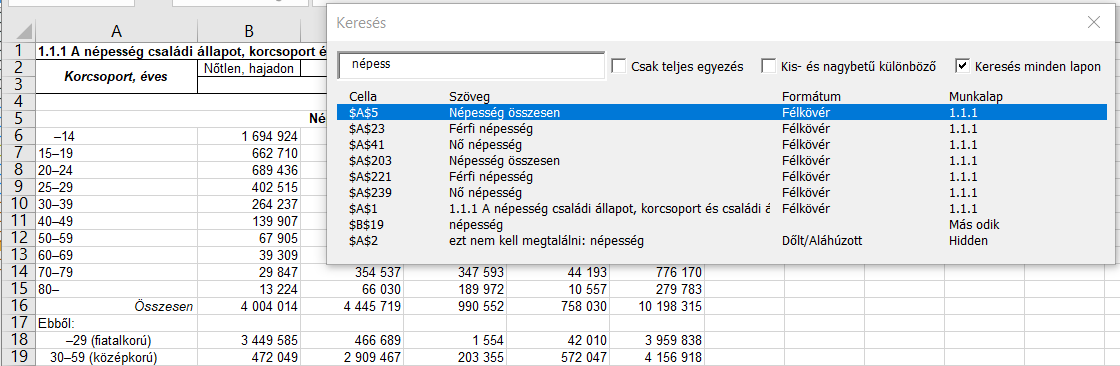 A B
Keresés
1 1.1.1 A népesség családi állapot, korcsoport é
2 Korcsoport, éves Nőtlen, hajadon
3
4
5 Né
6 –14 1 694 924
7 15–19 662 710
8 20–24 689 436
9 25–29 402 515
10 30–39 264 237
11 40–49 139 907
12 50–59 67 905
13 60–69 39 309
14 70–79 29 847 354 537 347 593 44 193 776 170
15 80– 13 224 66 030 189 972 10 557 279 783
16 Összesen 4 004 014 4 445 719 990 552 758 030 10 198 315
17 Ebből:
18 –29 (fiatalkorú) 3 449 585 466 689 1 554 42 010 3 959 838
19 30–59 (középkorú) 472 049 2 909 467 203 355 572 047 4 156 918
népess Csak teljes egyezés Kis- és nagybetű különböző Keresés minden lapon
Cella Szöveg Formátum Munkalap
$A$5 Népesség összesen Félkövér 1.1.1
$A$23 Férfi népesség Félkövér 1.1.1
$A$41 Nő népesség Félkövér 1.1.1
$A$203 Népesség összesen Félkövér 1.1.1
$A$221 Férfi népesség Félkövér 1.1.1
$A$239 Nő népesség Félkövér 1.1.1
$A$1 1.1.1 A népesség családi állapot, korcsoport és családi á Félkövér 1.1.1
$B$19 népesség Más odik
$A$2 ezt nem kell megtalálni: népesség Dőlt/Aláhúzott Hidden